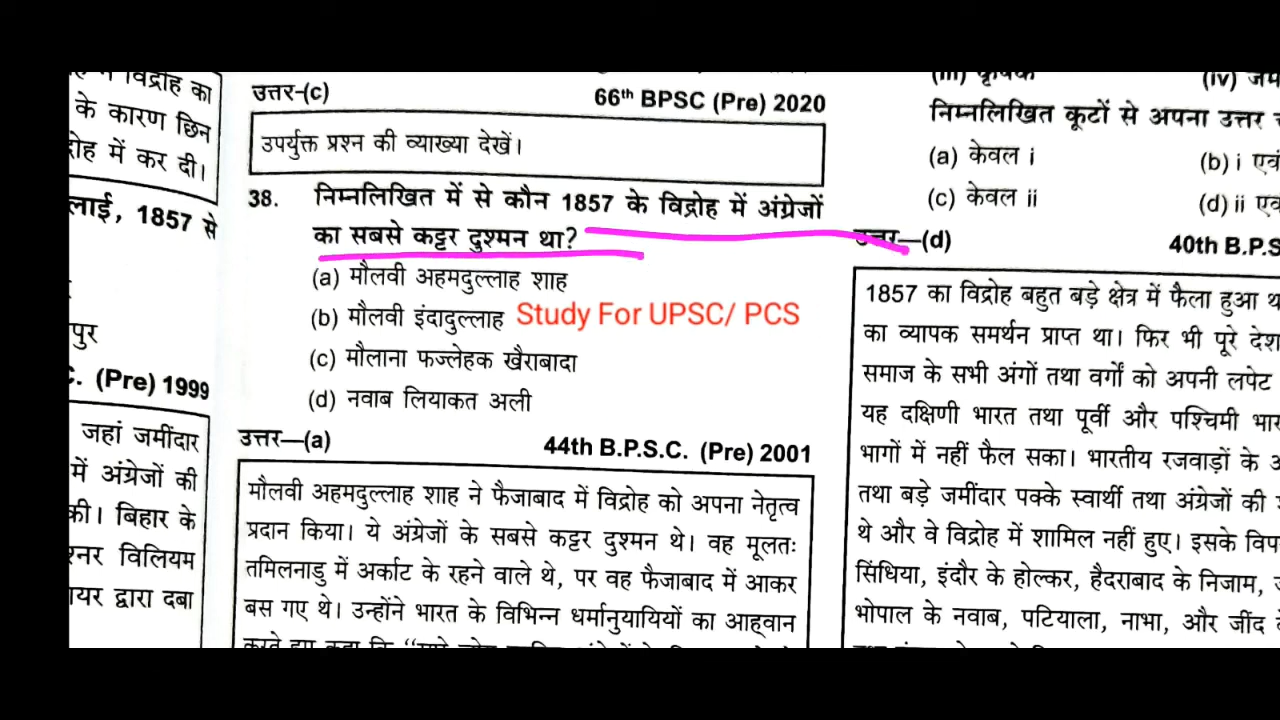 विद्रोह का
के कारण छिन
में कर दी।
1857 से
पुर
(Pre) 1999
जहां जमींदार
में अंग्रेजों की
की। बिहार के
विलियम
द्वारा दबा
उत्तर-(c)
66th BPSC (Pre) 2020
उपर्युक्त प्रश्न की व्याख्या देखें।
38. निम्नलिखित में से कौन 1857 के विद्रोह में अंग्रेजों
का सबसे कट्टर दुश्मन था?
(a) मौलवी अहमदुल्लाह शाह
(b) मौलवी इंदादुल्लाह
Study For UPSC/ PCS
(c) मौलाना फज्लेहक खैराबादा
(d) नवाब लियाकत अली
उत्तर—(a)
44th B.P.S.C. (Pre) 2001
मौलवी अहमदुल्लाह शाह ने फैजाबाद में विद्रोह को अपना नेतृत्व
प्रदान किया। ये अंग्रेजों के सबसे कट्टर दुश्मन थे। वह मूलतः
तमिलनाडु में अर्काट के रहने वाले थे, पर वह फैजाबाद में आकर
बस गए थे। उन्होंने भारत के विभिन्न धर्मानुयायियों का आह्वान
(iii) कृषक
(iv)
निम्नलिखित कूटों से अपना उत्तर
(a) केवल i
(b) i एवं
(c) केवल ii
(d) ii
उत्तर—(d)
40th B.P.S
1857 का विद्रोह बहुत बड़े क्षेत्र में फैला हुआ
का व्यापक समर्थन प्राप्त था। फिर भी पूरे देश
समाज के सभी अंगों तथा वर्गों को अपनी लपेट
यह दक्षिणी भारत तथा पूर्वी और पश्चिमी
भागों में नहीं फैल सका। भारतीय रजवाड़ों के
तथा बड़े जमींदार पक्के स्वार्थी तथा अंग्रेजों की
थे और वे विद्रोह में शामिल नहीं हुए। इसके
सिंधिया, इंदौर के होल्कर, हैदराबाद के निजाम,
भोपाल के नवाब, पटियाला, नाभा, और जींद